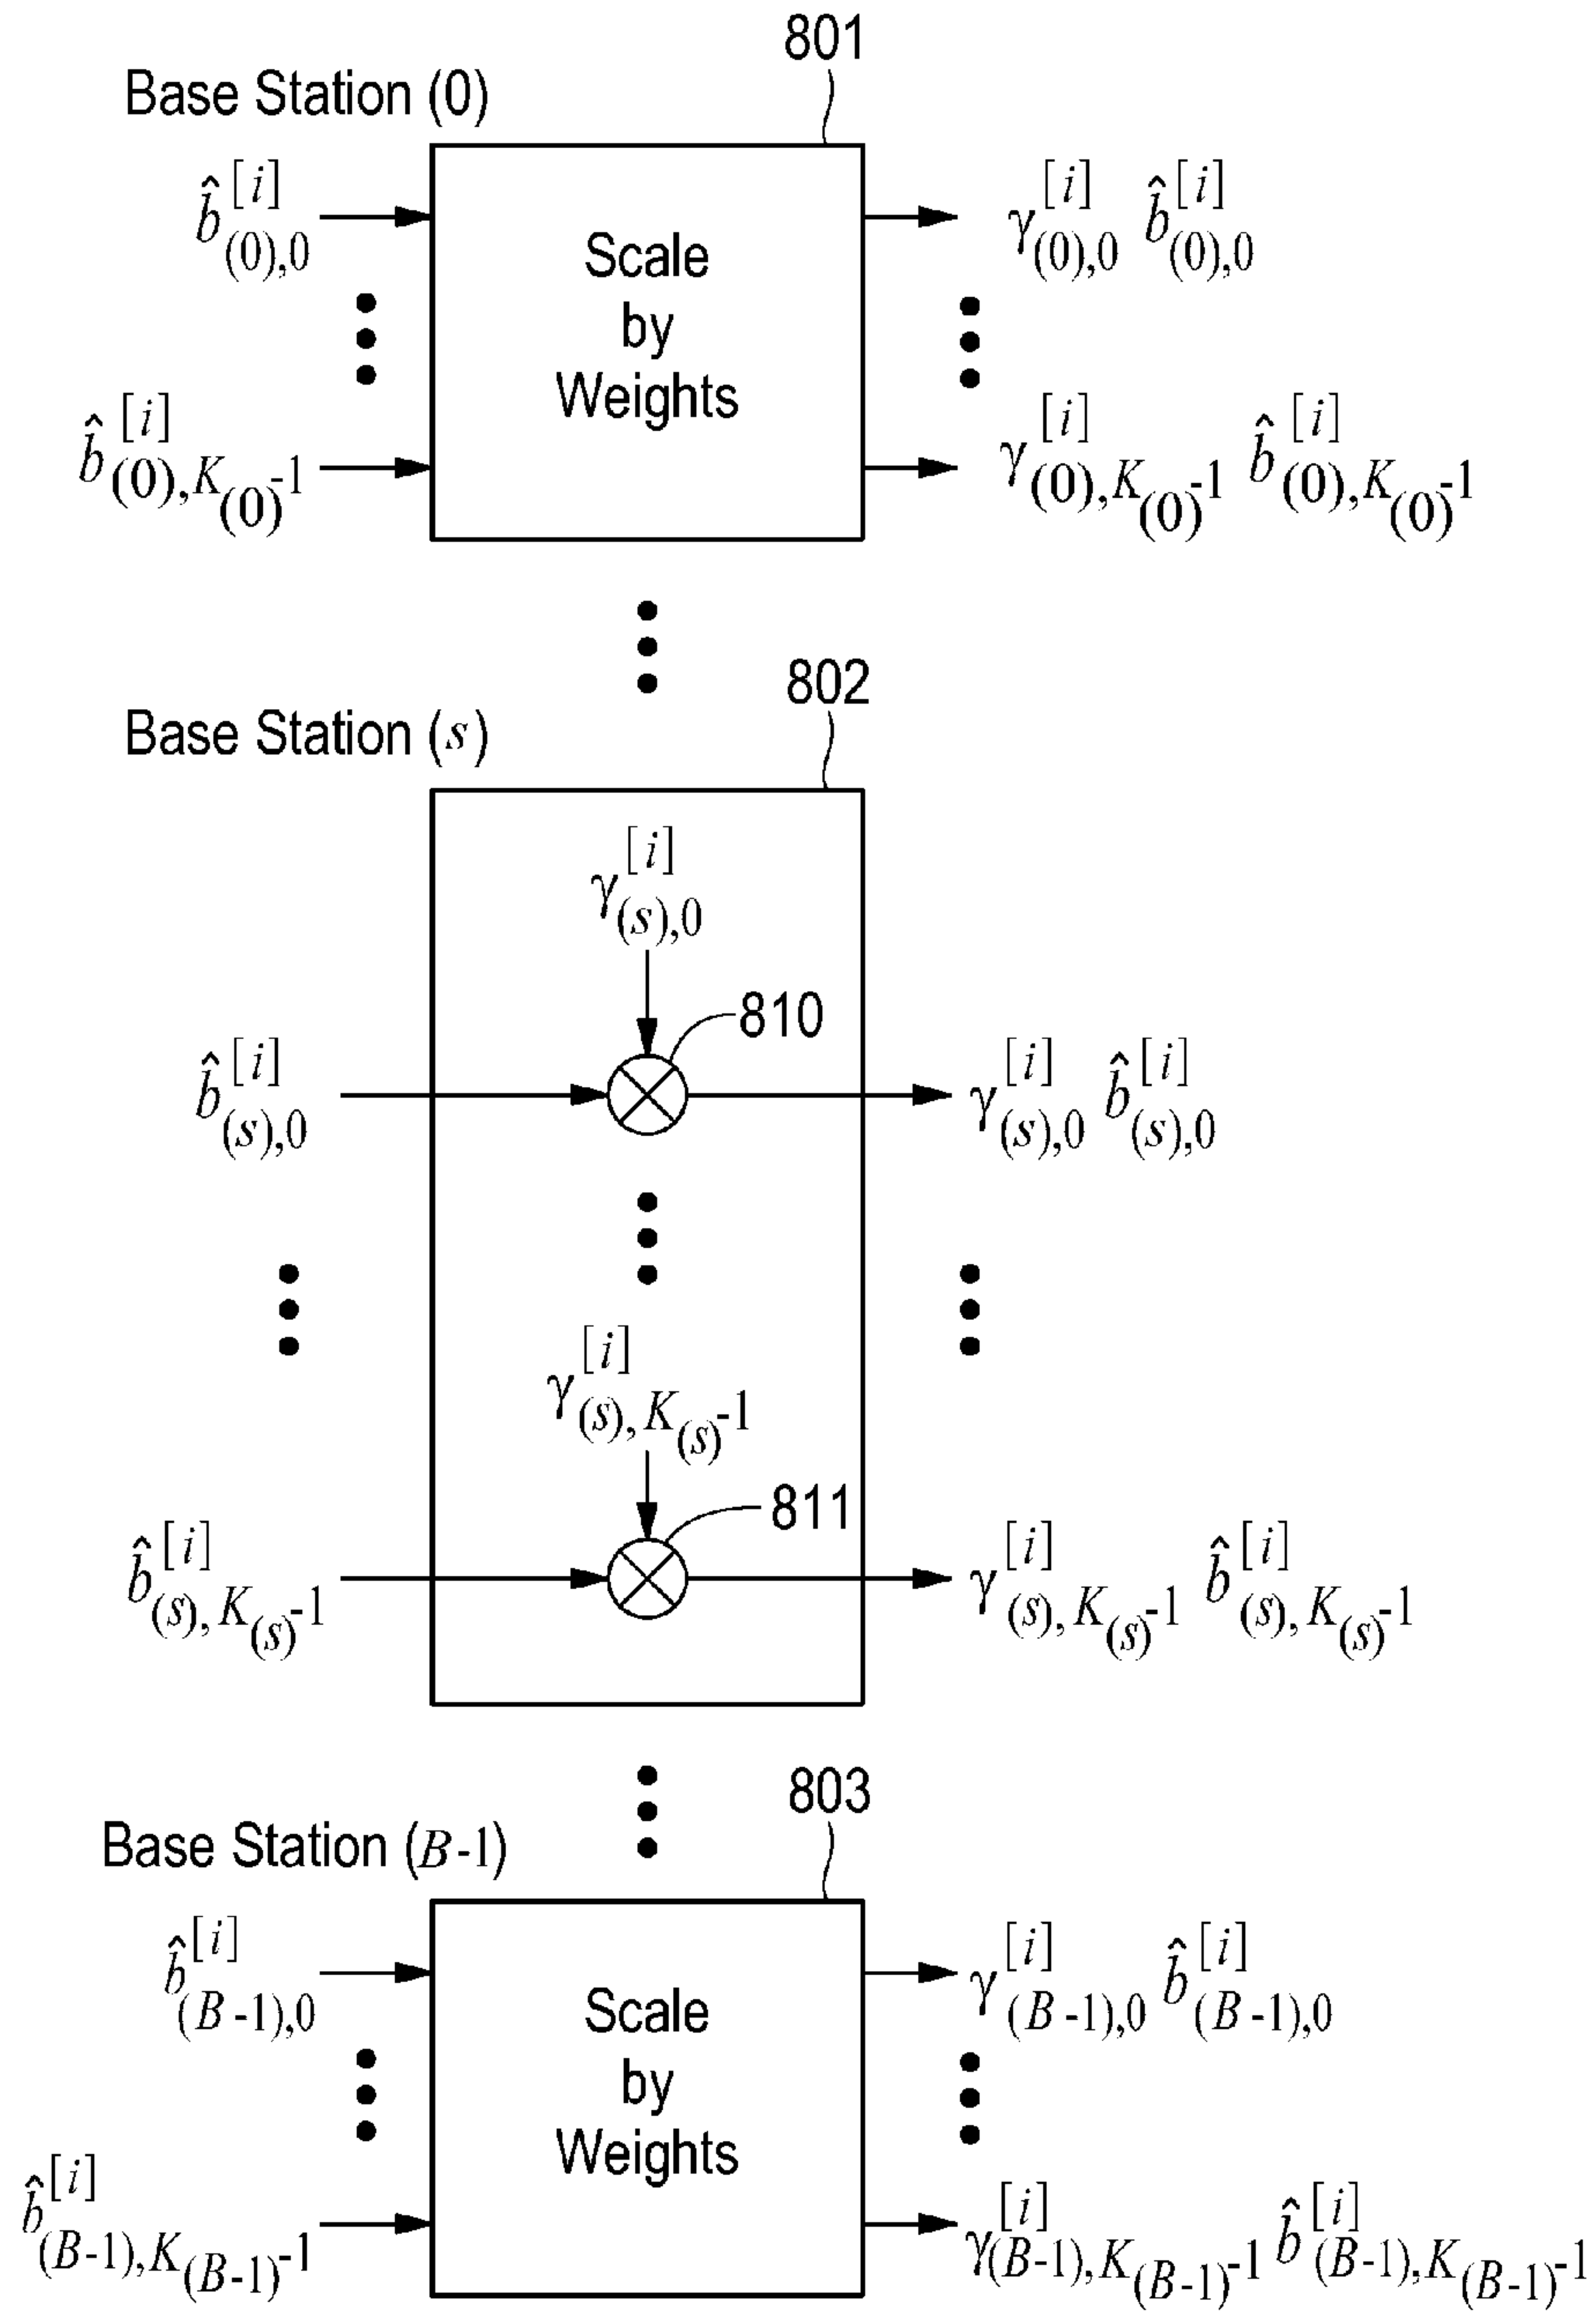 801
Base Station (0)
b̂^[i]_(0),0
γ^[i]_(0),0 b̂^[i]_(0),0
Scale
by
Weights
b̂^[i]_(0),K_(0)-1
γ^[i]_(0),K_(0)-1 b̂^[i]_(0),K_(0)-1
802
Base Station (s)
γ^[i]_(s),0
810
b̂^[i]_(s),0
γ^[i]_(s),0 b̂^[i]_(s),0
γ^[i]_(s),K_(s)-1
811
b̂^[i]_(s),K_(s)-1
γ^[i]_(s),K_(s)-1 b̂^[i]_(s),K_(s)-1
803
Base Station (B-1)
b̂^[i]_(B-1),0
γ^[i]_(B-1),0 b̂^[i]_(B-1),0
Scale
by
Weights
b̂^[i]_(B-1),K_(B-1)-1
γ^[i]_(B-1),K_(B-1)-1 b̂^[i]_(B-1),K_(B-1)-1